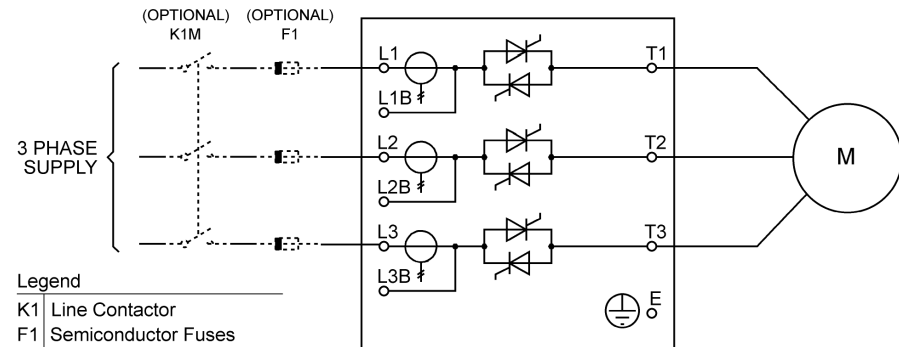 (OPTIONAL) (OPTIONAL)
K1M F1
L1 T1
L1B
3 PHASE
SUPPLY
L2 T2
M
L2B
L3 T3
L3B
Legend
K1 Line Contactor
F1 Semiconductor Fuses
E